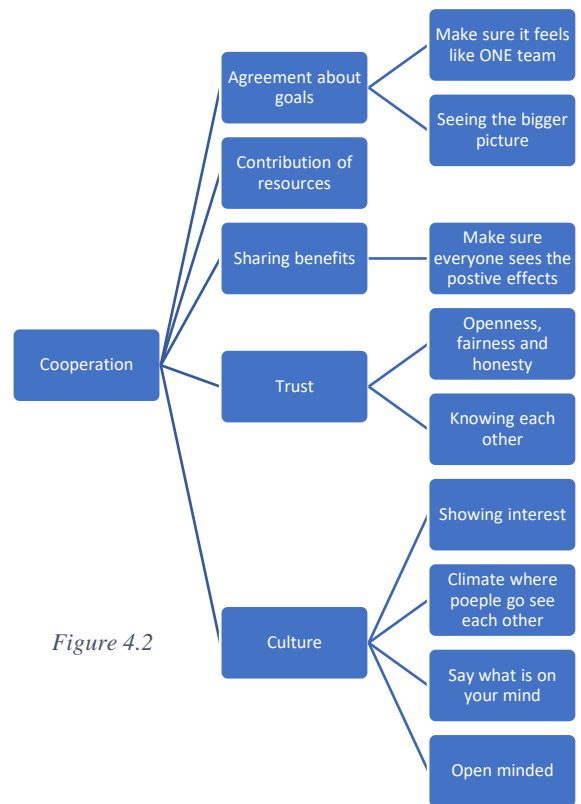 Make sure it feels
like ONE team
Agreement about
goals
Seeing the bigger
picture
Contribution of
resources
Sharing benefits
Make sure
everyone sees the
postive effects
Cooperation
Trust
Openness,
fairness and
honesty
Knowing each
other
Culture
Showing interest
Climate where
poeple go see
each other
Say what is on
your mind
Open minded
Figure 4.2